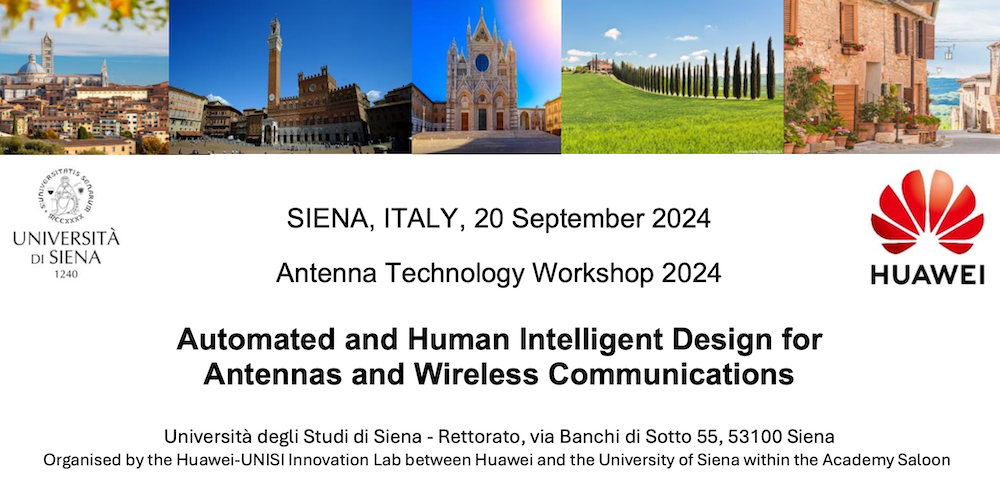 UNIVERSITÀ
DI SIENA
1240
SIENA, ITALY, 20 September 2024
HUAWEI
Antenna Technology Workshop 2024
Automated and Human Intelligent Design for
Antennas and Wireless Communications
Università degli Studi di Siena - Rettorato, via Banchi di Sotto 55, 53100 Siena
Organised by the Huawei-UNISI Innovation Lab between Huawei and the University of Siena within the Academy Saloon